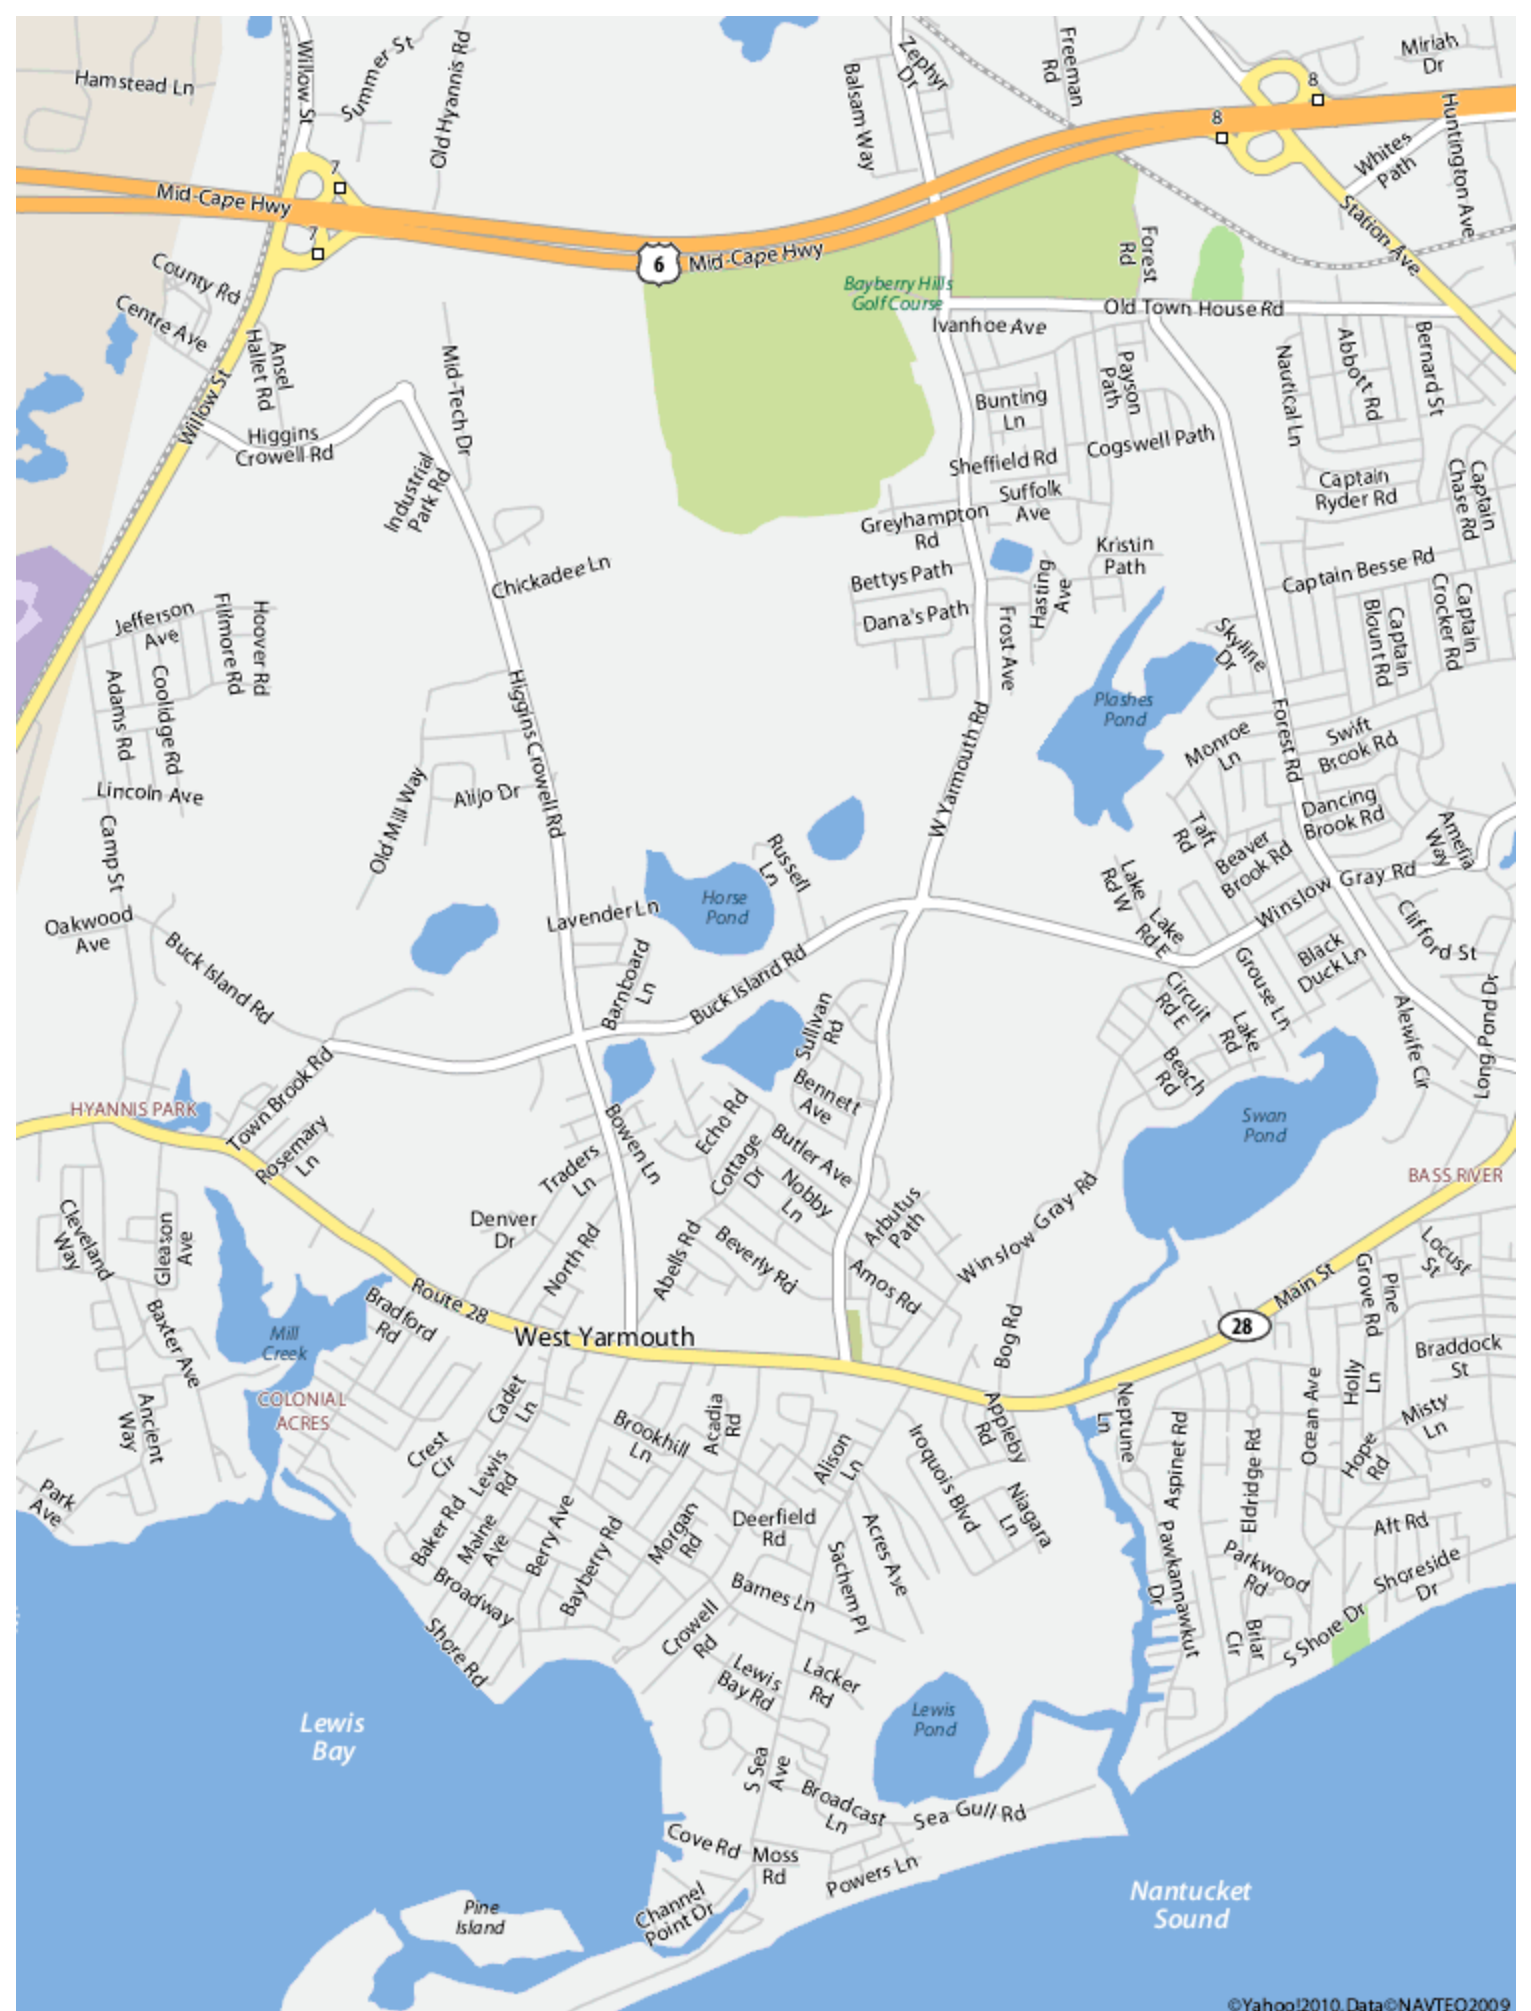 Hamstead Ln
Willow St
Summer St
Old Hyannis Rd
Zephyr
Dr
Balsam Way
Freeman
Rd
Miriah
Dr
8
8
Huntington Ave
Whites
Path
Station Ave
7
7
Mid-Cape Hwy
6
Mid-Cape Hwy
County Rd
Centre Ave
Ansel
Hallet Rd
Willow St
Higgins
Crowell Rd
Mid-Tech Dr
Industrial
Park Rd
Bayberry Hills
Golf Course
Forest
Rd
Old Town House Rd
Ivanhoe Ave
Payson
Path
Bunting
Ln
Nautical Ln
Abbott Rd
Bernard St
Cogswell Path
Sheffield Rd
Suffolk
Ave
Greyhampton
Rd
Captain
Ryder Rd
Captain
Chase Rd
Kristin
Path
Bettys Path
Hasting
Ave
Captain Besse Rd
Captain
Blount Rd
Captain
Crocker Rd
Dana's Path
Frost Ave
Skyline
Dr
Chickadee Ln
Jefferson
Ave
Fillmore Rd
Hoover Rd
Adams Rd
Coolidge Rd
Lincoln Ave
Camp St
Higgins Crowell Rd
Old Mill Way
Alijo Dr
W Yarmouth Rd
Plashes
Pond
Monroe
Ln
Forest Rd
Swift
Brook Rd
Dancing
Brook Rd
Taft
Rd
Beaver
Brook Rd
Amelia
Way
Winslow Gray Rd
Lake
Rd W
Lake
Rd E
Russell
Ln
Horse
Pond
Lavender Ln
Oakwood
Ave
Buck Island Rd
Barnboard
Ln
Buck Island Rd
Sullivan
Rd
Circuit
Rd E
Grouse Ln
Black
Duck Ln
Clifford St
Long Pond Dr
Alewife Cir
Lake
Rd
Beach
Rd
Swan
Pond
HYANNIS PARK
Town Brook Rd
Rosemary
Ln
Bowen Ln
Echo Rd
Bennett
Ave
Butler Ave
Cottage
Dr
Nobby
Ln
Traders
Ln
Denver
Dr
North Rd
Abells Rd
Beverly Rd
Arbutus
Path
Amos Rd
Winslow Gray Rd
BASS RIVER
Locust
St
Cleveland
Way
Gleason
Ave
Baxter Ave
Mill
Creek
Bradford
Rd
Route 28
West Yarmouth
Bog Rd
Main St
28
Pine
Grove Rd
Braddock
St
Holly
Ln
Ocean Ave
Misty
Ln
Hope
Rd
COLONIAL
ACRES
Ancient
Way
Park
Ave
Cadet
Ln
Crest
Cir
Lewis
Rd
Brookhill
Ln
Acadia
Rd
Alison
Ln
Iroquois Blvd
Appleby
Rd
Niagara
Ln
Neptune
Ln
Aspinet Rd
Eldridge Rd
Aft Rd
Baker Rd
Maine
Ave
Berry Ave
Bayberry Rd
Morgan
Rd
Deerfield
Rd
Acres Ave
Sachem Pl
Pawkannawkut
Dr
Parkwood
Rd
Shoreside
Dr
Broadway
Shore Rd
Barnes Ln
Crowell
Rd
Briar
Cir
S Shore Dr
Lewis
Bay Rd
Lacker
Rd
Lewis
Bay
Lewis
Pond
S Sea
Ave
Broadcast
Ln
Sea Gull Rd
Cove Rd
Moss
Rd
Powers Ln
Channel
Point Dr
Pine
Island
Nantucket
Sound
©Yahoo!2010, Data©NAVTEQ2009